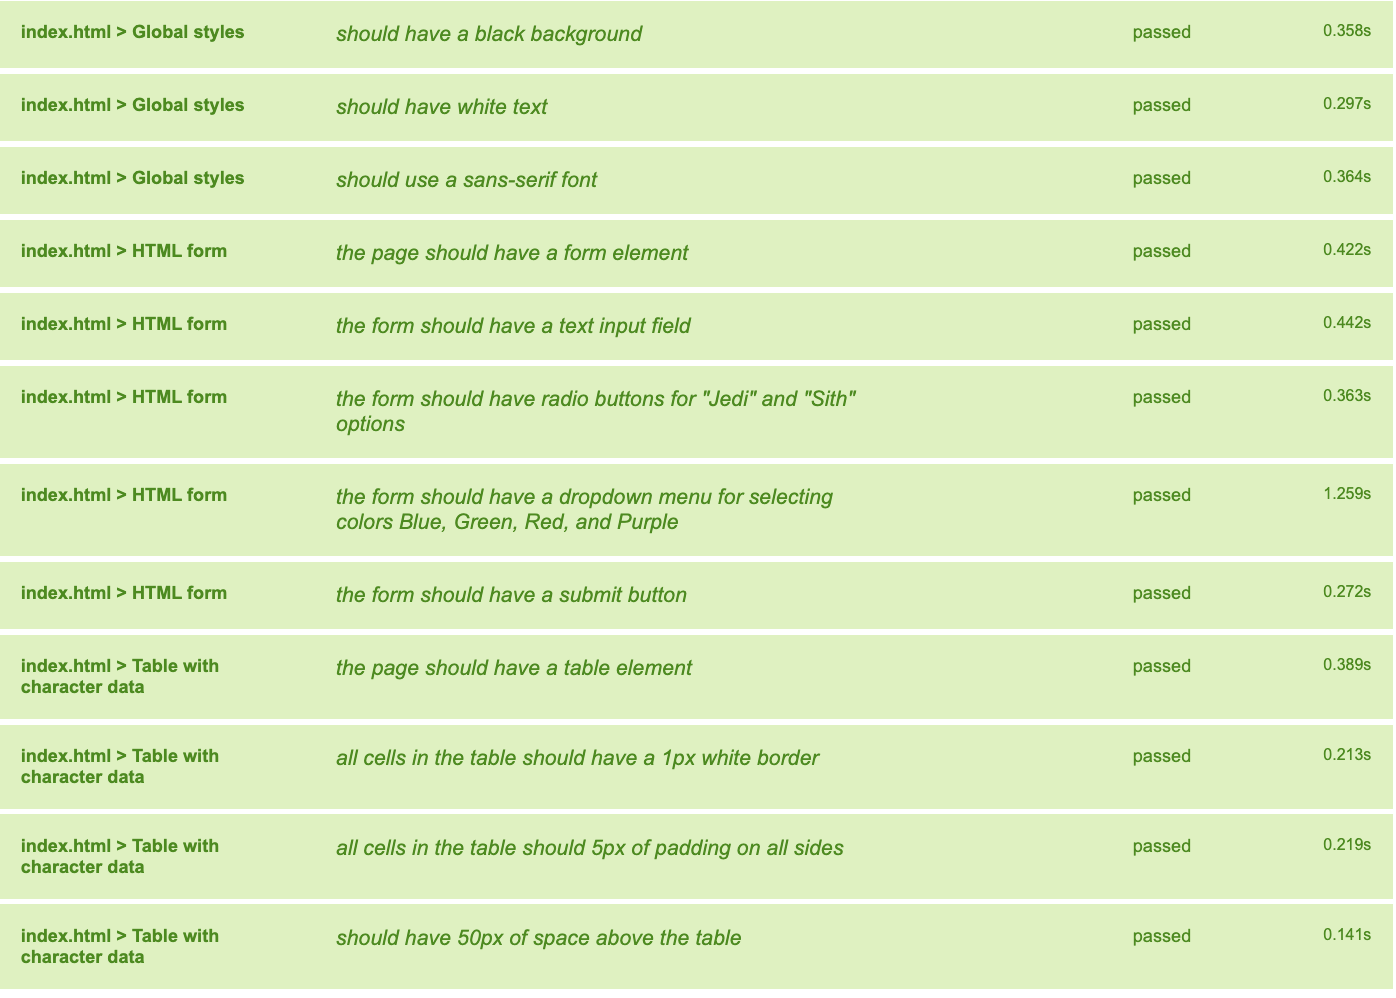 index.html > Global styles should have a black background passed 0.358s
index.html > Global styles should have white text passed 0.297s
index.html > Global styles should use a sans-serif font passed 0.364s
index.html > HTML form the page should have a form element passed 0.422s
index.html > HTML form the form should have a text input field passed 0.442s
index.html > HTML form the form should have radio buttons for "Jedi" and "Sith" passed 0.363s
options
index.html > HTML form the form should have a dropdown menu for selecting passed 1.259s
colors Blue, Green, Red, and Purple
index.html > HTML form the form should have a submit button passed 0.272s
index.html > Table with the page should have a table element passed 0.389s
character data
index.html > Table with all cells in the table should have a 1px white border passed 0.213s
character data
index.html > Table with all cells in the table should 5px of padding on all sides passed 0.219s
character data
index.html > Table with should have 50px of space above the table passed 0.141s
character data